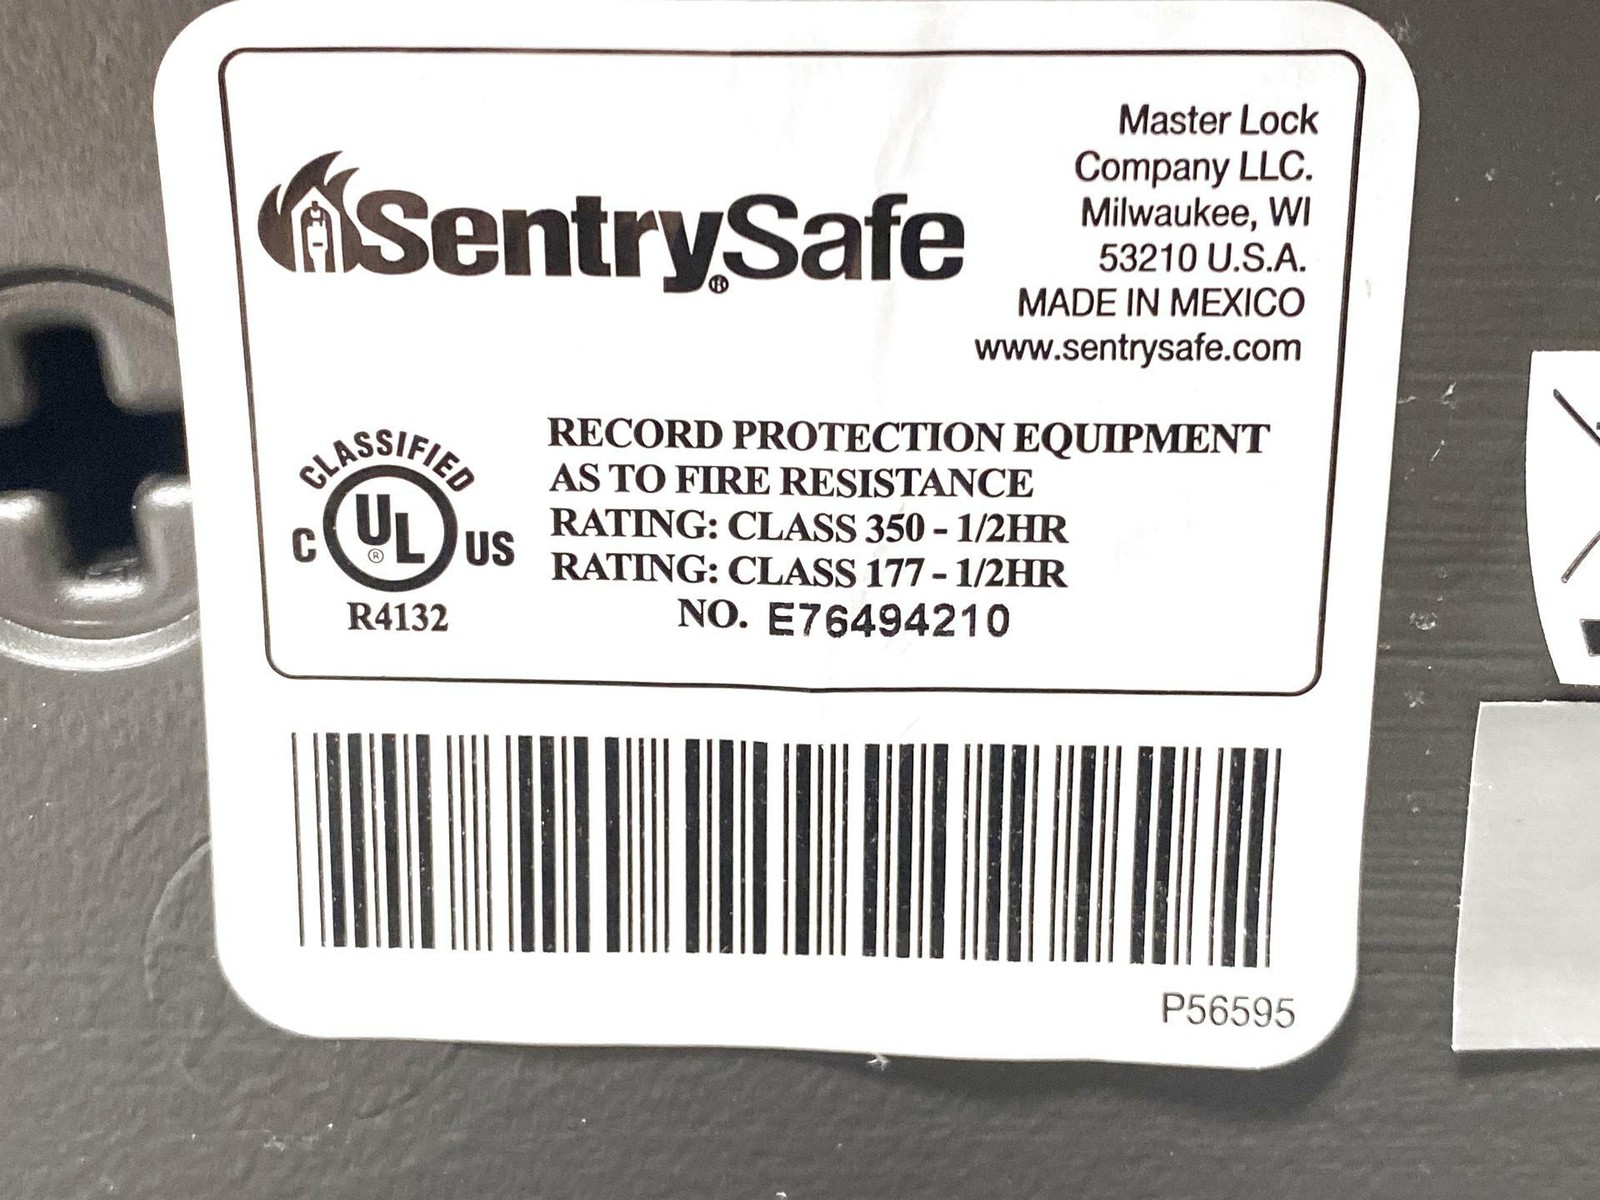 SentrySafe®
Master Lock
Company LLC.
Milwaukee, WI
53210 U.S.A.
MADE IN MEXICO
www.sentrysafe.com
CLASSIFIED
C UL® US
R4132
RECORD PROTECTION EQUIPMENT
AS TO FIRE RESISTANCE
RATING: CLASS 350 - 1/2HR
RATING: CLASS 177 - 1/2HR
NO. E76494210
P56595